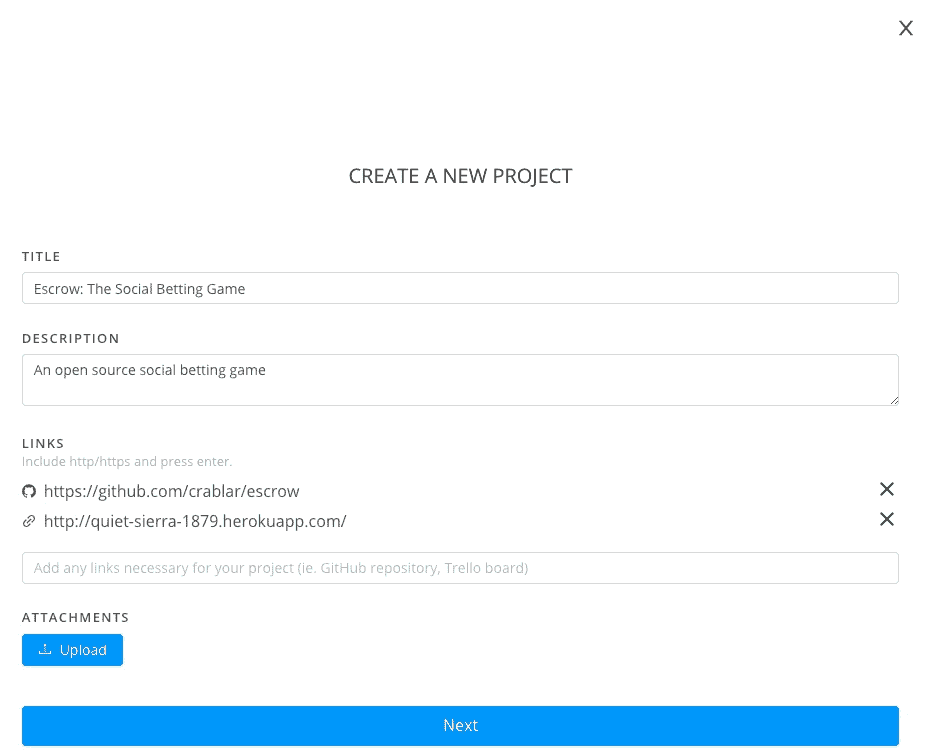 X
CREATE A NEW PROJECT
TITLE
Escrow: The Social Betting Game
DESCRIPTION
An open source social betting game
LINKS
Include http/https and press enter.
https://github.com/crablar/escrow
http://quiet-sierra-1879.herokuapp.com/
Add any links necessary for your project (ie. GitHub repository, Trello board)
ATTACHMENTS
Upload
Next